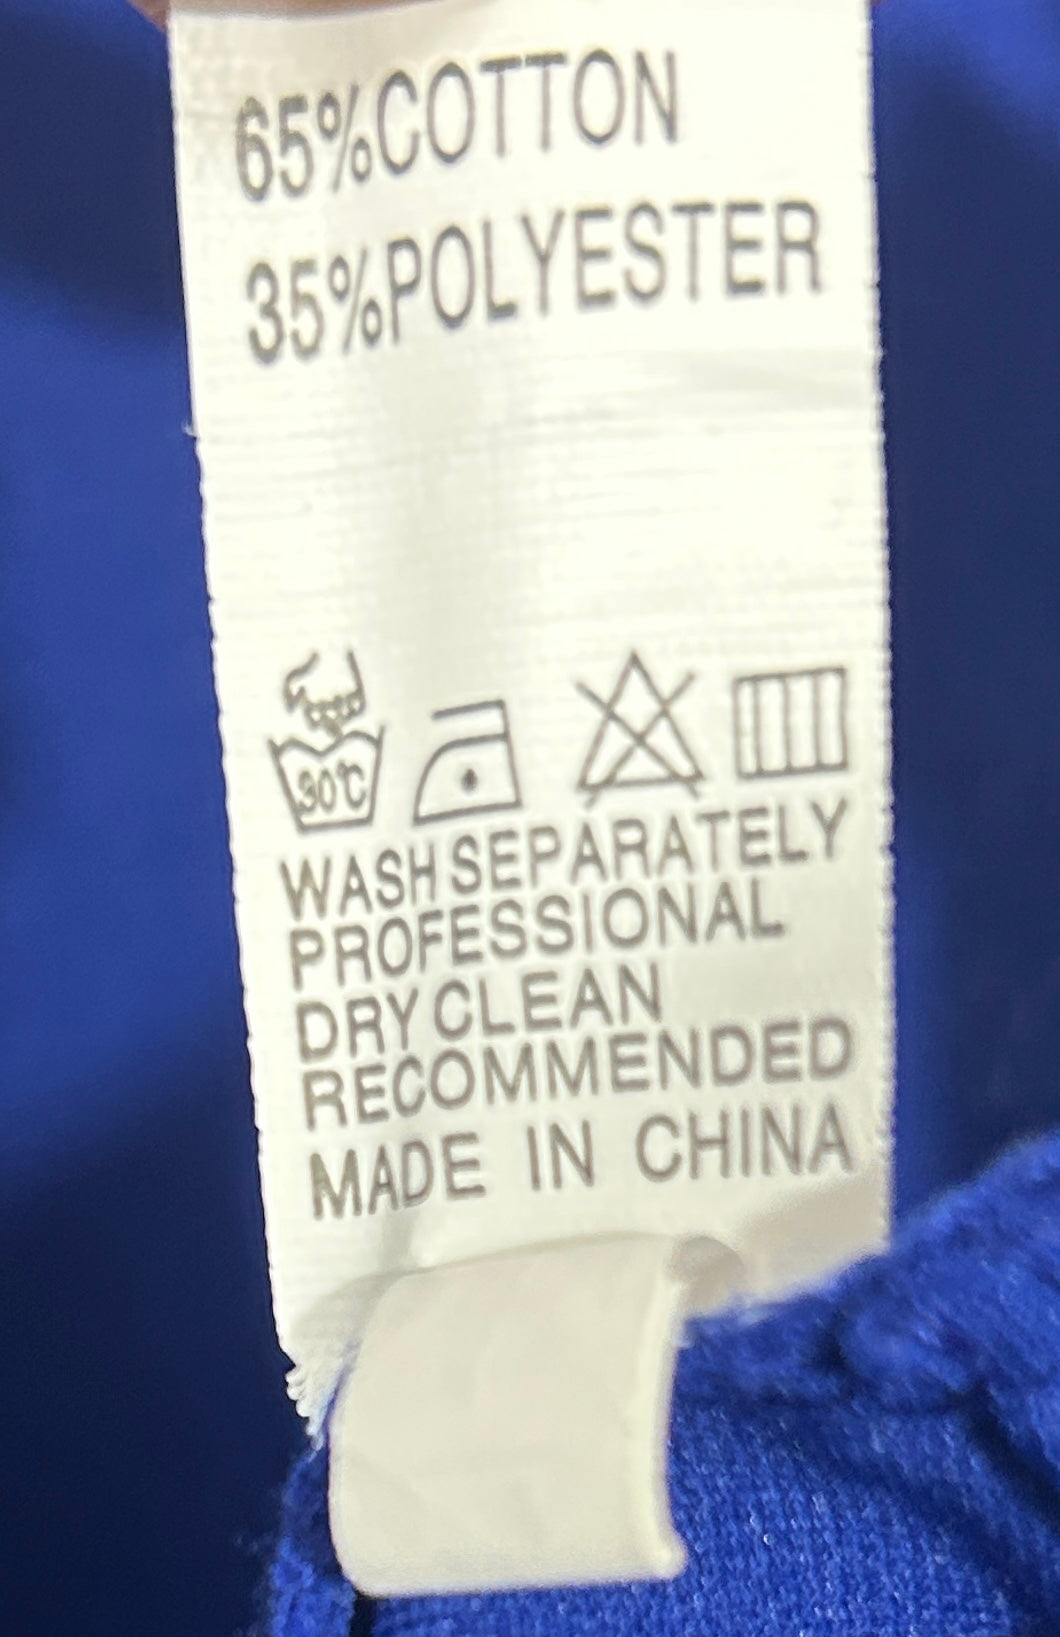 65%COTTON
35%POLYESTER
30℃
WASH SEPARATELY
PROFESSIONAL
DRY CLEAN
RECOMMENDED
MADE IN CHINA